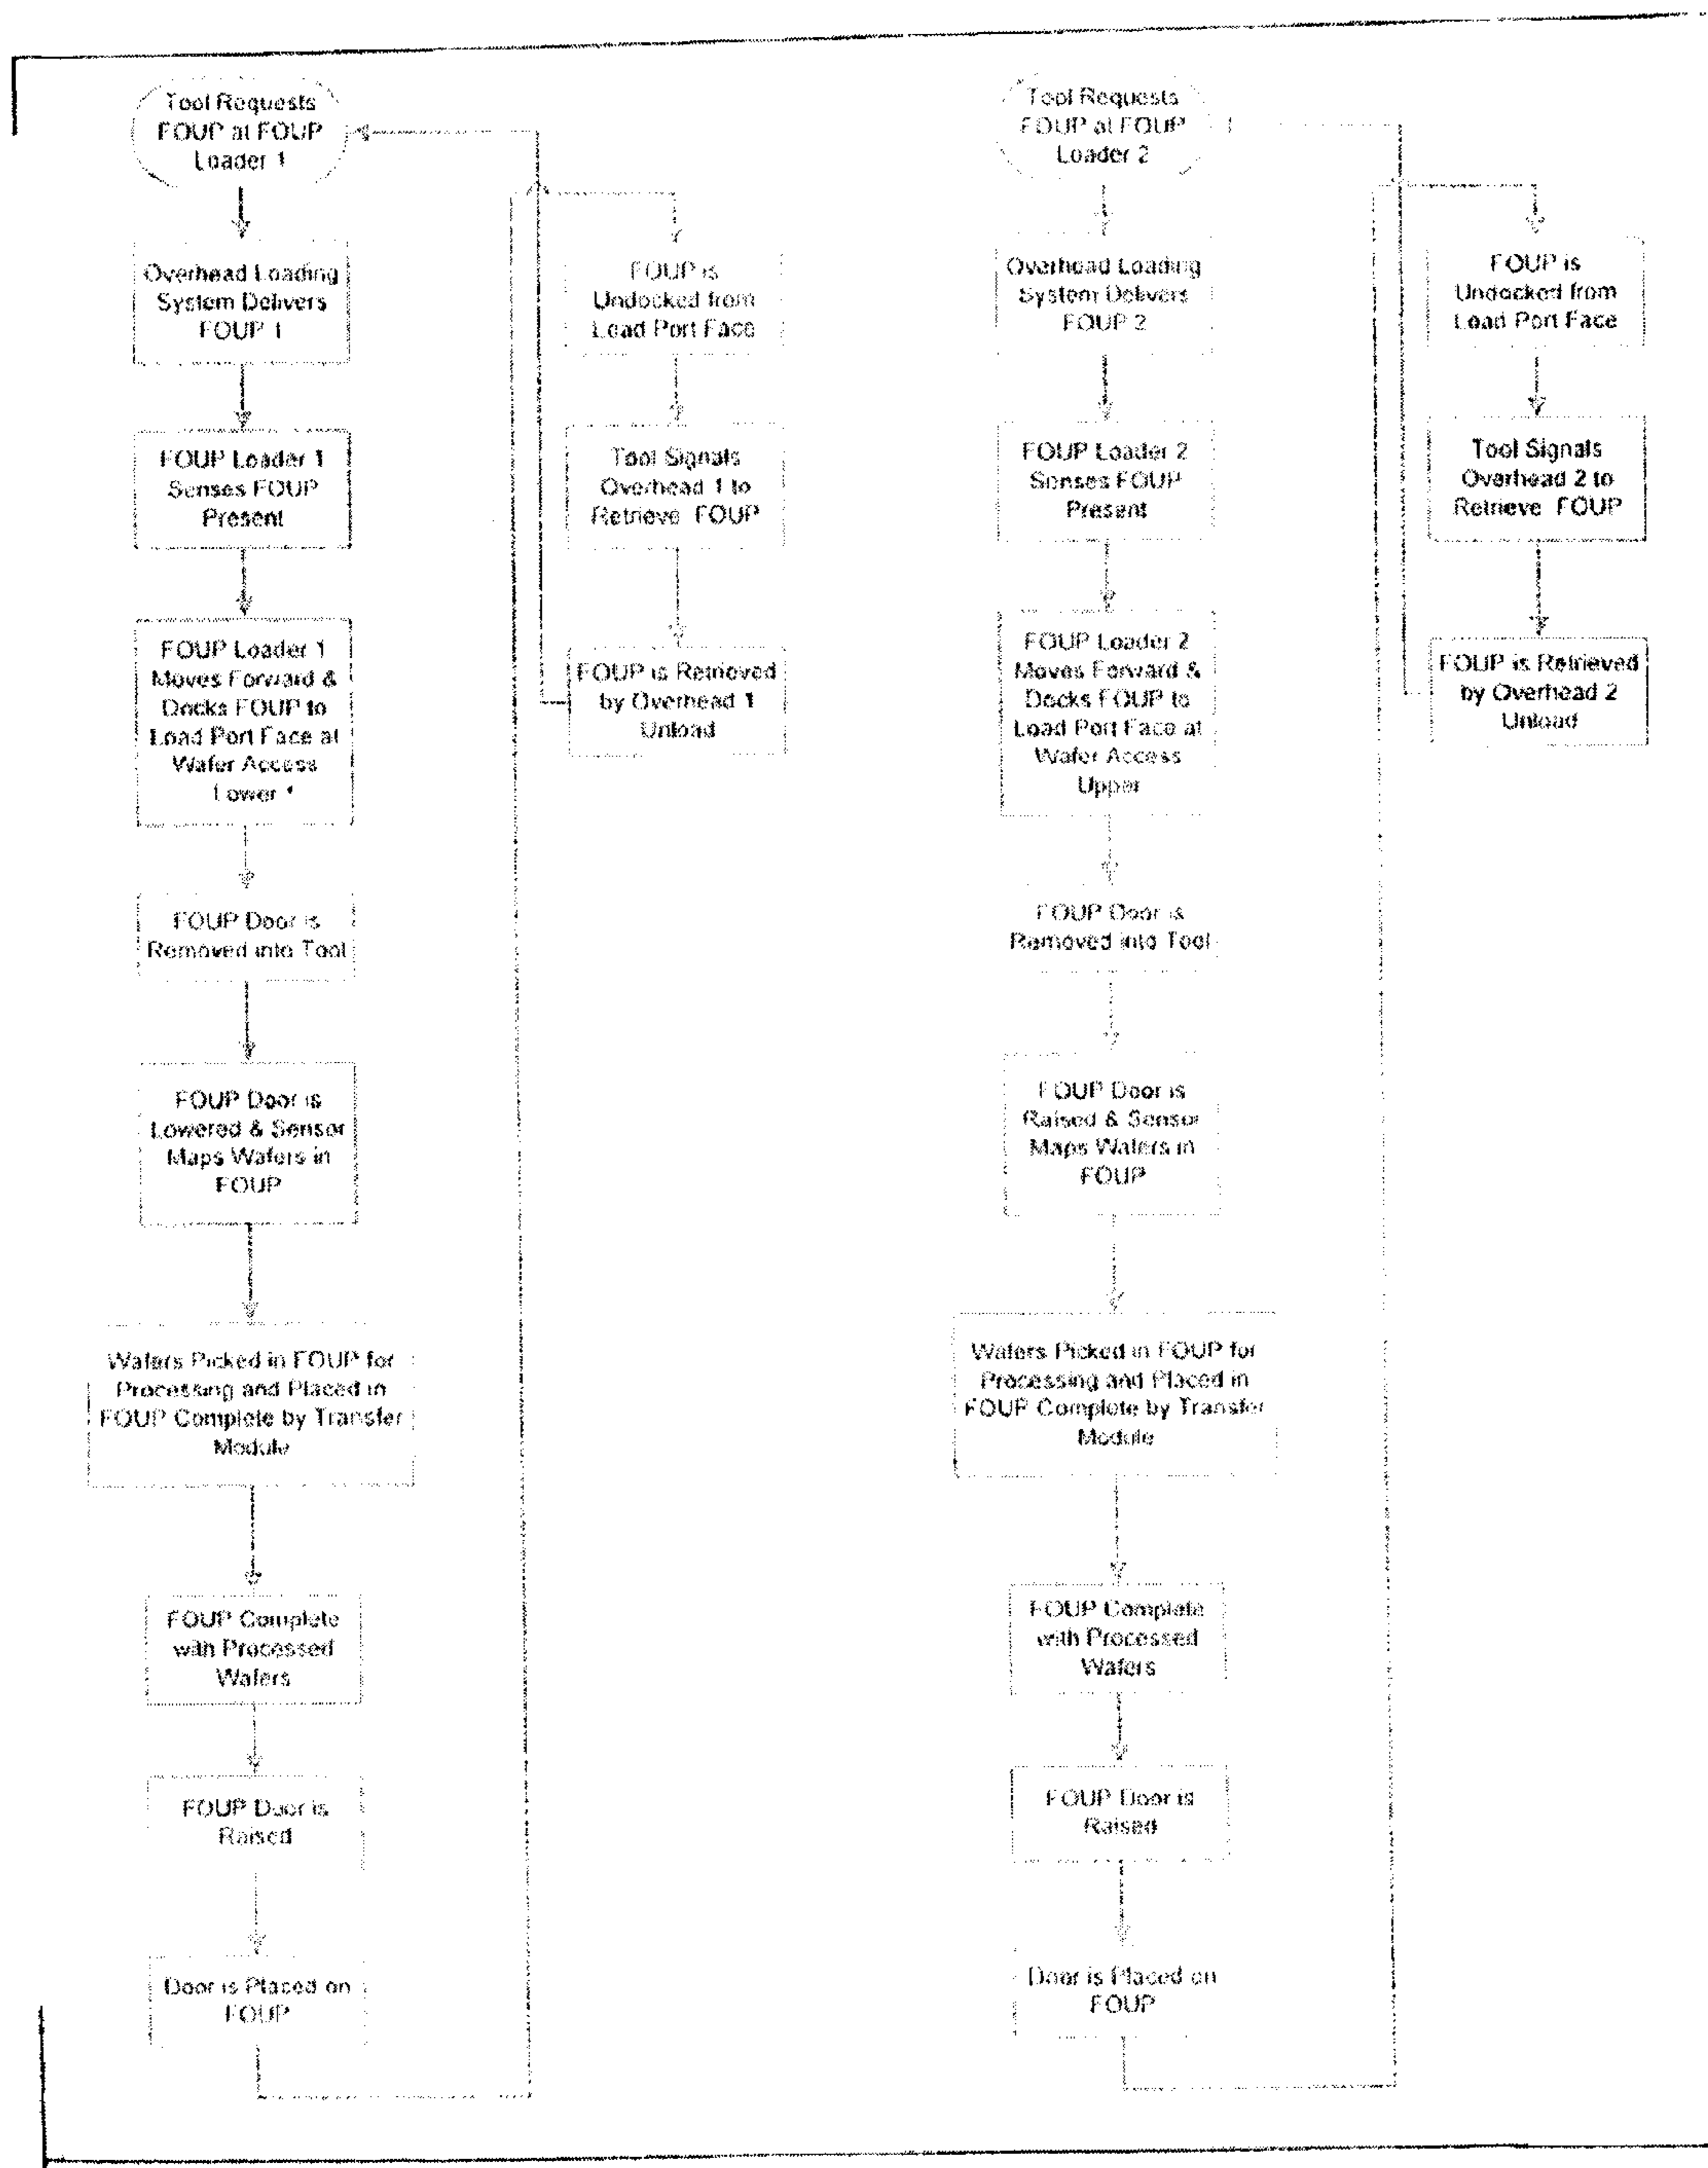 Tool Requests
FOUP at FOUP
Loader 1
Overhead Loading
System Delivers
FOUP 1
FOUP Loader 1
Senses FOUP
Present
FOUP Loader 1
Moves Forward &
Docks FOUP to
Load Port Face at
Wafer Access
Lower
FOUP Door is
Removed into Tool
FOUP Door is
Lowered & Sensor
Maps Wafers in
FOUP
Wafers Picked in FOUP for
Processing and Placed in
FOUP Complete by Transfer
Module
FOUP Complete
with Processed
Wafers
FOUP Door is
Raised
Door is Placed on
FOUP
FOUP is
Undocked from
Load Port Face
Tool Signals
Overhead 1 to
Retrieve FOUP
FOUP is Retrieved
by Overhead 1
Unload
Tool Requests
FOUP at FOUP
Loader 2
Overhead Loading
System Delivers
FOUP 2
FOUP Loader 2
Senses FOUP
Present
FOUP Loader 2
Moves Forward &
Docks FOUP to
Load Port Face at
Wafer Access
Upper
FOUP Door is
Removed into Tool
FOUP Door is
Raised & Sensor
Maps Wafers in
FOUP
Wafers Picked in FOUP for
Processing and Placed in
FOUP Complete by Transfer
Module
FOUP Complete
with Processed
Wafers
FOUP Door is
Raised
Door is Placed on
FOUP
FOUP is
Undocked from
Load Port Face
Tool Signals
Overhead 2 to
Retrieve FOUP
FOUP is Retrieved
by Overhead 2
Unload